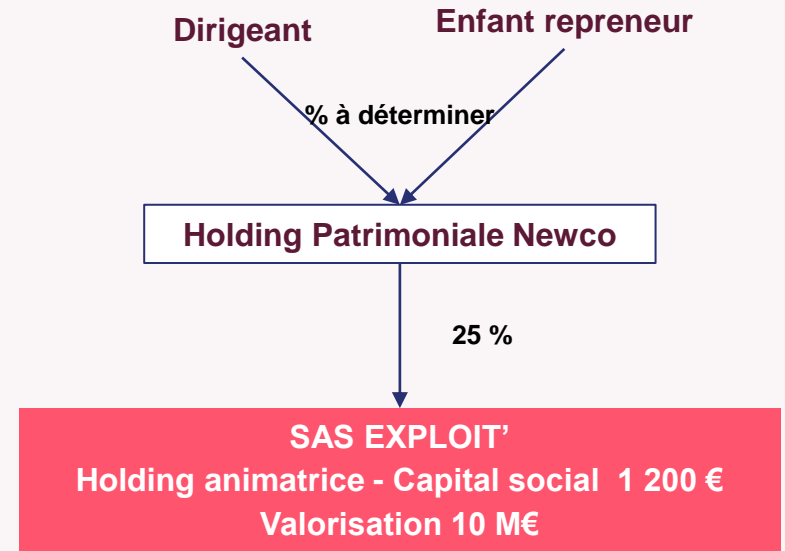 Dirigeant
Enfant repreneur
% à déterminer
Holding Patrimoniale Newco
25 %
SAS EXPLOIT’
Holding animatrice - Capital social 1 200 €
Valorisation 10 M€